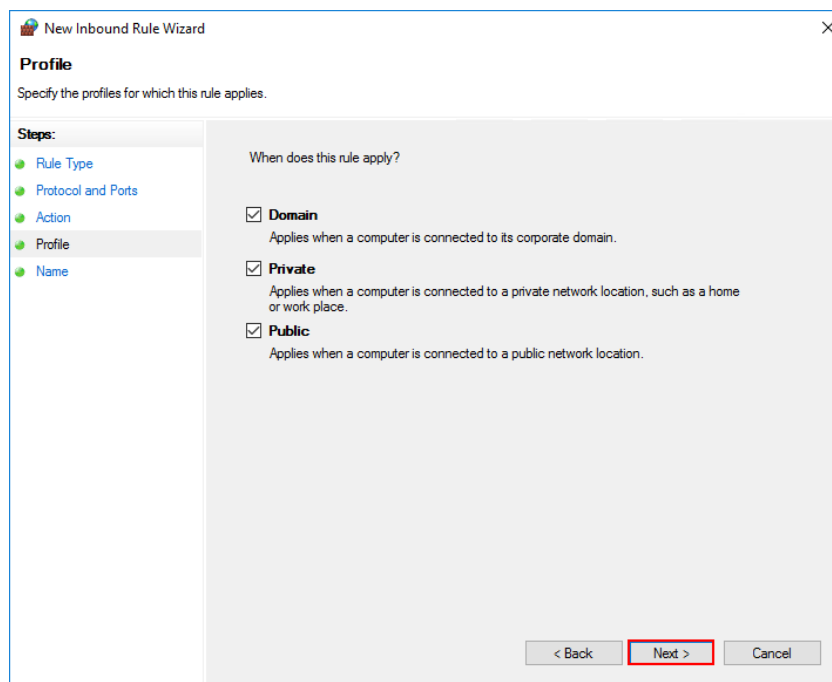 New Inbound Rule Wizard
Profile
Specify the profiles for which this rule applies.
Steps:
Rule Type
Protocol and Ports
Action
Profile
Name
When does this rule apply?
Domain
Applies when a computer is connected to its corporate domain.
Private
Applies when a computer is connected to a private network location, such as a home
or work place.
Public
Applies when a computer is connected to a public network location.
< Back
Next >
Cancel